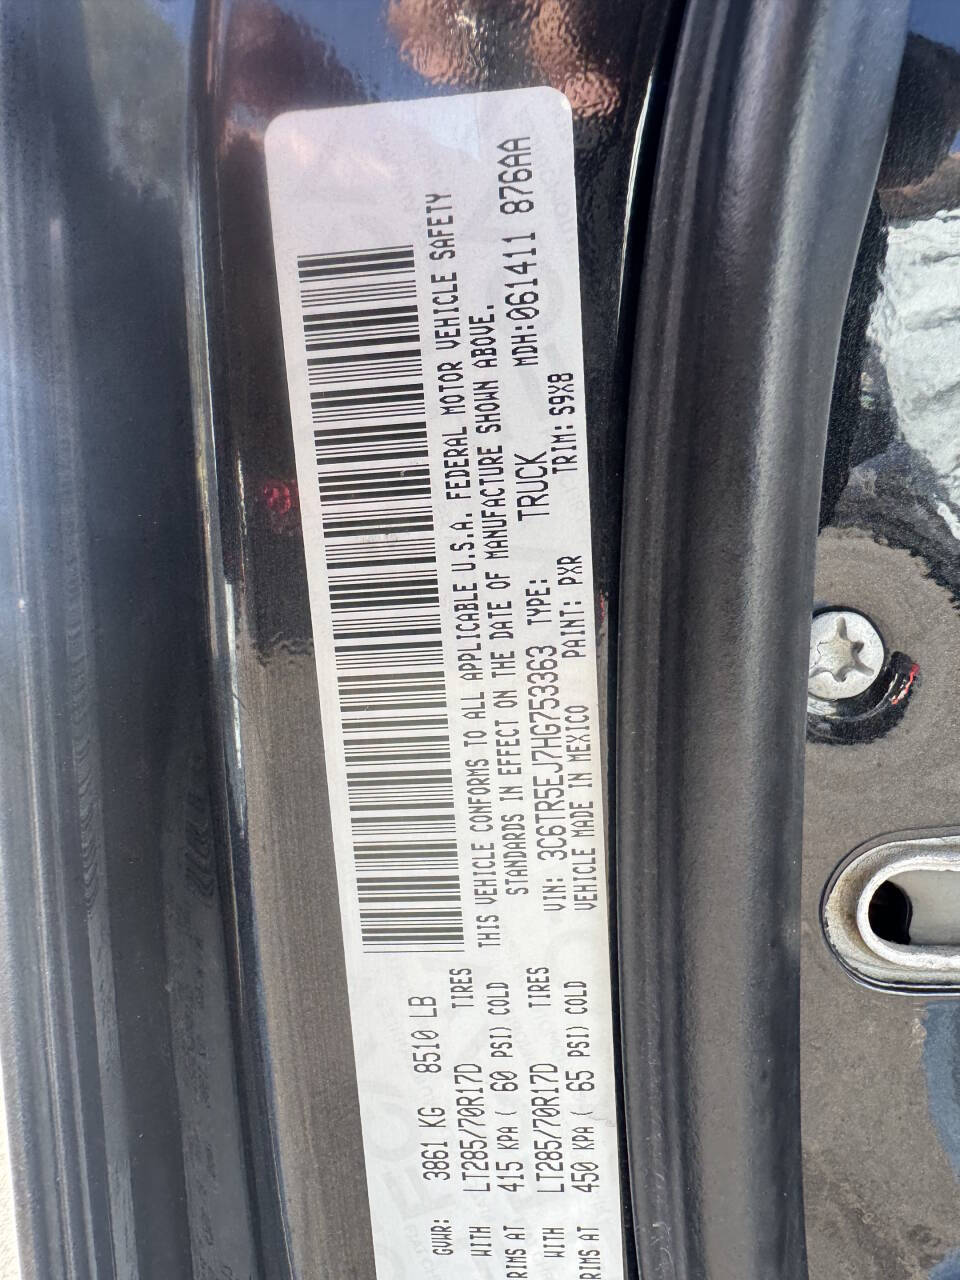 GVWR: 3861 KG 8510 LB
WITH LT285/70R17D TIRES
RIMS AT 415 KPA ( 60 PSI) COLD
WITH LT285/70R17D TIRES
RIMS AT 450 KPA ( 65 PSI) COLD
THIS VEHICLE CONFORMS TO ALL APPLICABLE U.S.A. FEDERAL MOTOR VEHICLE SAFETY
STANDARDS IN EFFECT ON THE DATE OF MANUFACTURE SHOWN ABOVE.
VIN: 3C6TR5EJ7HG753363 TYPE: TRUCK MDH:061411 876AA
VEHICLE MADE IN MEXICO PAINT: PXR TRIM: S9X8